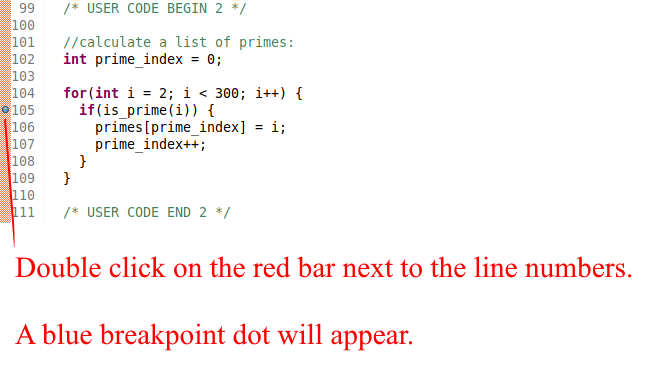 99 /* USER CODE BEGIN 2 */
100
101 //calculate a list of primes:
102 int prime_index = 0;
103
104 for(int i = 2; i < 300; i++) {
105 if(is_prime(i)) {
106 primes[prime_index] = i;
107 prime_index++;
108 }
109 }
110
111 /* USER CODE END 2 */
Double click on the red bar next to the line numbers.
A blue breakpoint dot will appear.